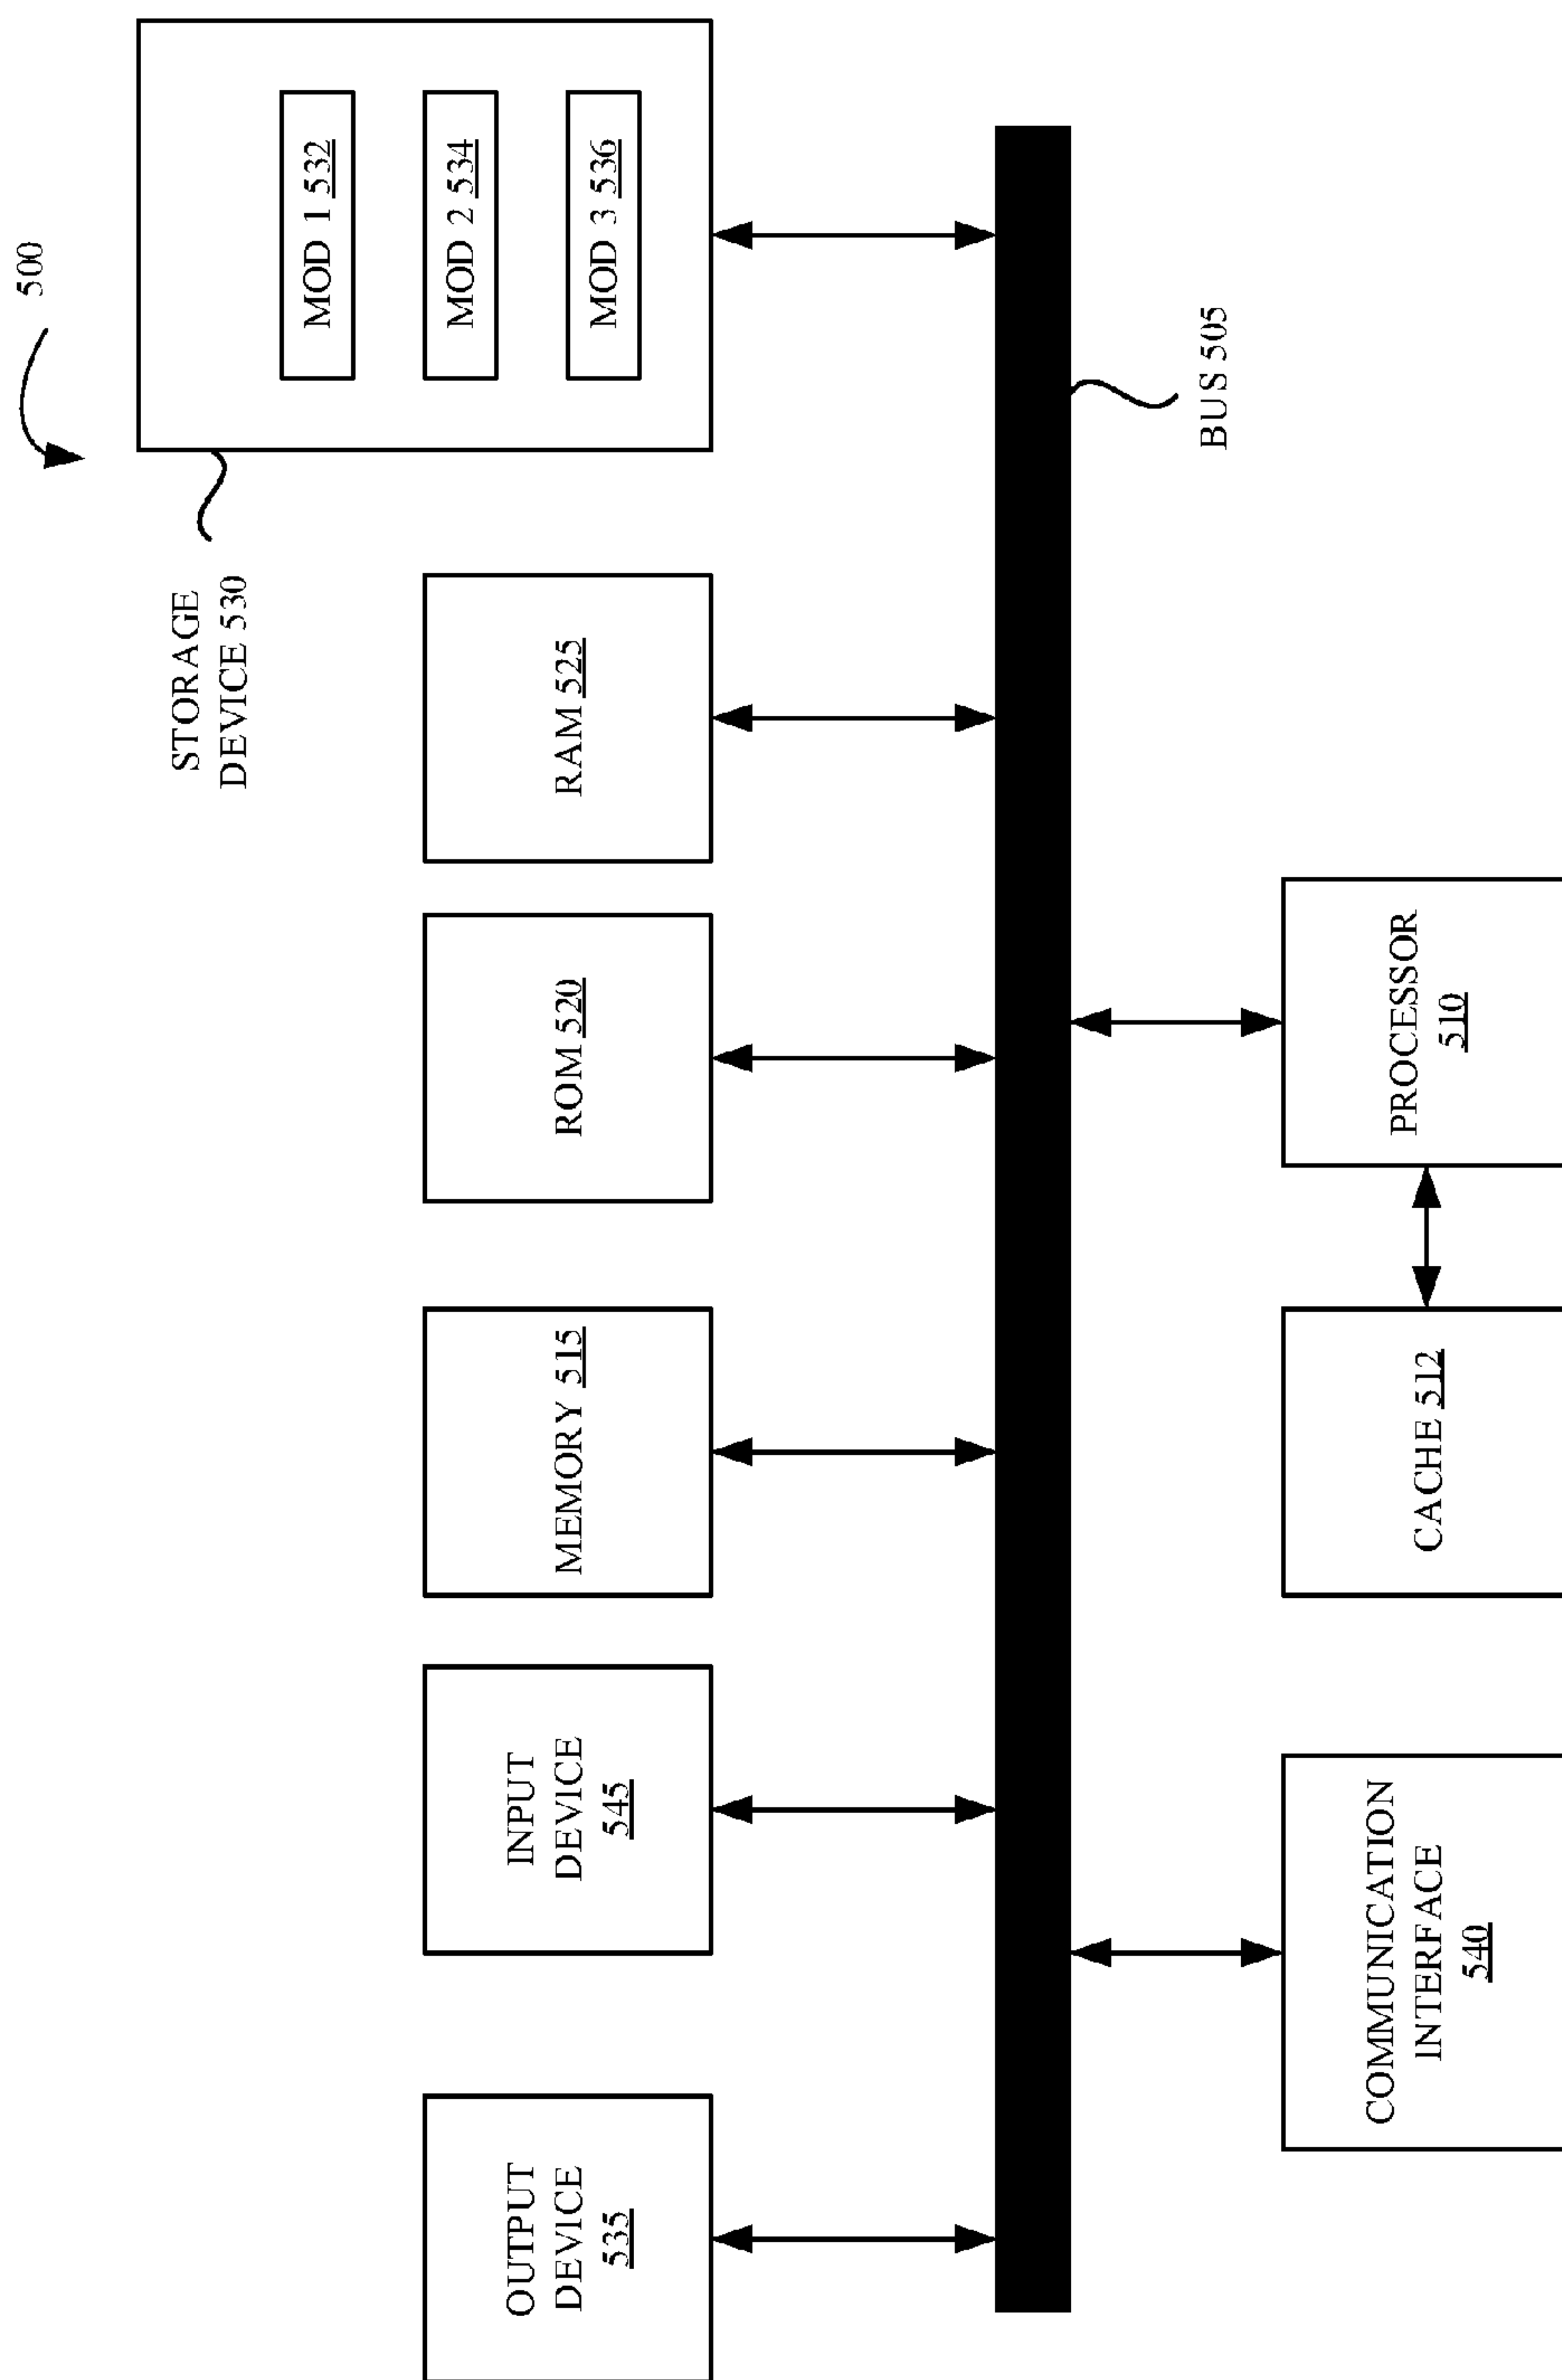 500
STORAGE
DEVICE 530
MOD 1 532
MOD 2 534
MOD 3 536
OUTPUT
DEVICE
535
INPUT
DEVICE
545
MEMORY 515
ROM 520
RAM 525
BUS 505
COMMUNICATION
INTERFACE
540
CACHE 512
PROCESSOR
510